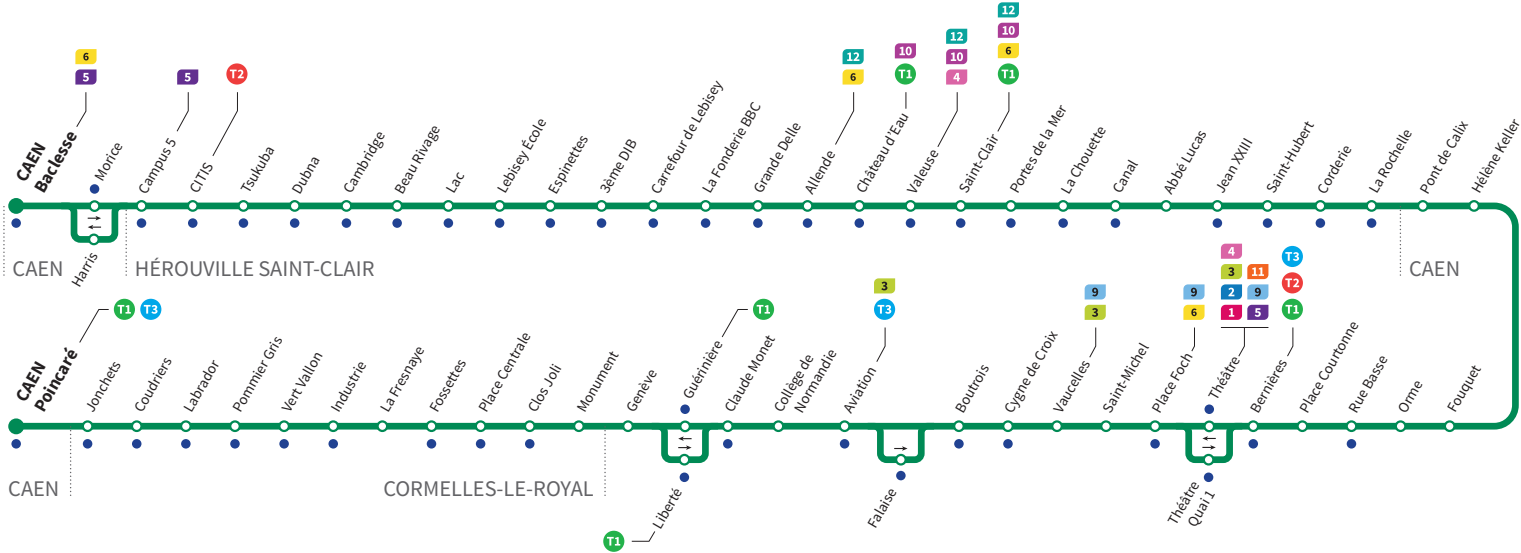 12
10
6
T1
12
10
4
10
T1
12
6
6
5
5
T2
CAEN
Baclesse
Morice
Campus 5
CITIS
Tsukuba
Dubna
Cambridge
Beau Rivage
Lac
Lebisey École
Espinettes
3ème DIB
Carrefour de Lebisey
La Fonderie BBC
Grande Delle
Allende
Château d'Eau
Valeuse
Saint-Clair
Portes de la Mer
La Chouette
Canal
Abbé Lucas
Jean XXIII
Saint-Hubert
Corderie
La Rochelle
Pont de Calix
Hélène Keller
Harris
CAEN
HÉROUVILLE SAINT-CLAIR
CAEN
T1 T3
T1
3
T3
9
3
9
6
4
3 11
2 9
1 5
T3
T2
T1
CAEN
Poincaré
Jonchets
Coudriers
Labrador
Pommier Gris
Vert Vallon
Industrie
La Fresnaye
Fossettes
Place Centrale
Clos Joli
Monument
Genève
Guérinière
Claude Monet
Collège de
Normandie
Aviation
Boutrois
Cygne de Croix
Vaucelles
Saint-Michel
Place Foch
Théâtre
Bernières
Place Courtonne
Rue Basse
Orme
Fouquet
CAEN
CORMELLES-LE-ROYAL
T1
Liberté
Falaise
Théâtre
Quai 1